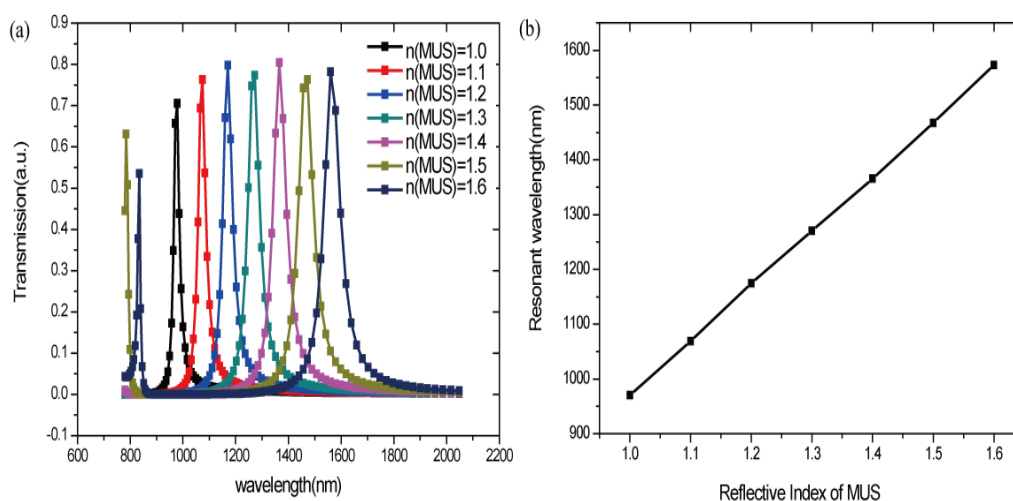 (a)
0.9
0.8
0.7
0.6
0.5
0.4
0.3
0.2
0.1
0.0
-0.1
Transmission(a.u.)
n(MUS)=1.0
n(MUS)=1.1
n(MUS)=1.2
n(MUS)=1.3
n(MUS)=1.4
n(MUS)=1.5
n(MUS)=1.6
600 800 1000 1200 1400 1600 1800 2000 2200
wavelength(nm)
(b)
1600
1500
1400
1300
1200
1100
1000
900
Resonant wavelength(nm)
1.0 1.1 1.2 1.3 1.4 1.5 1.6
Reflective Index of MUS